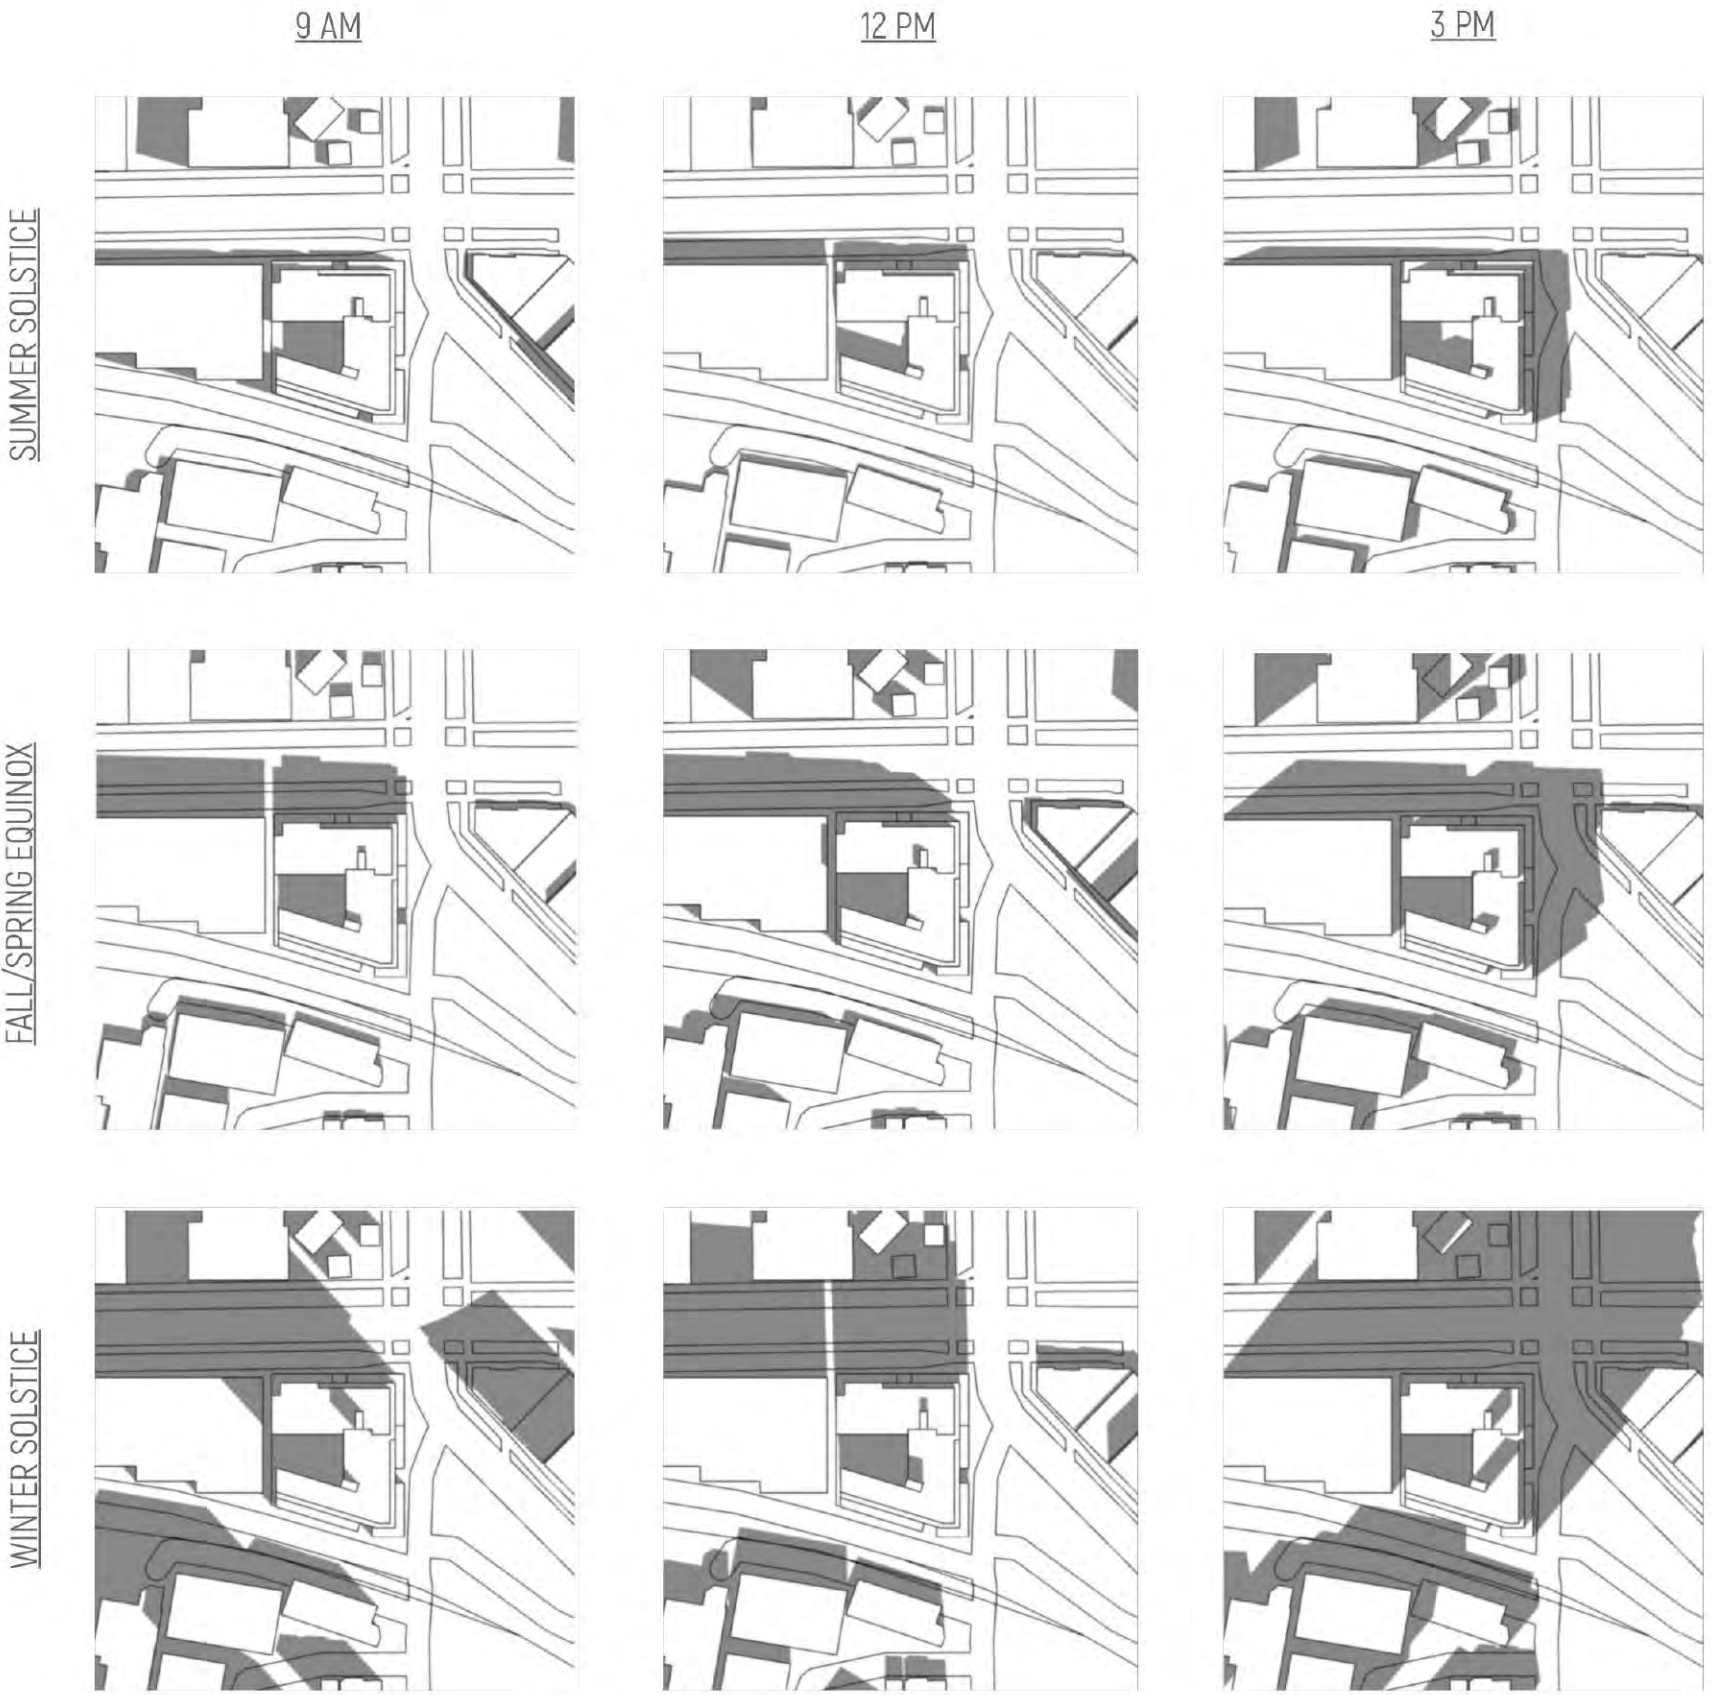 9 AM
12 PM
3 PM
SUMMER SOLSTICE
FALL/SPRING EQUINOX
WINTER SOLSTICE